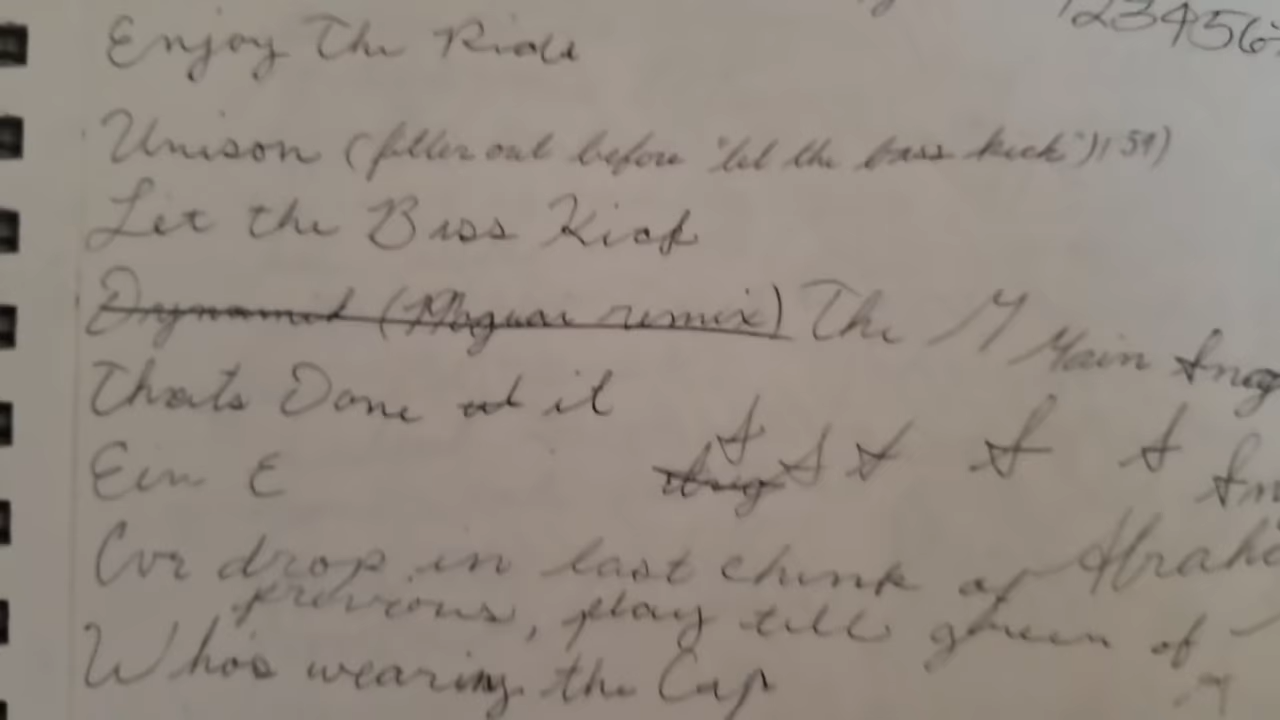 123456
Enjoy The Ride
Unison (filter out before "let the bass kick") 1:59)
Let the Bass Kick
(Maguai remix) The M Main
Thats Done it
Ein E
Cvr drop in last chunk of
previous, play till green of
Who's wearing the Cap